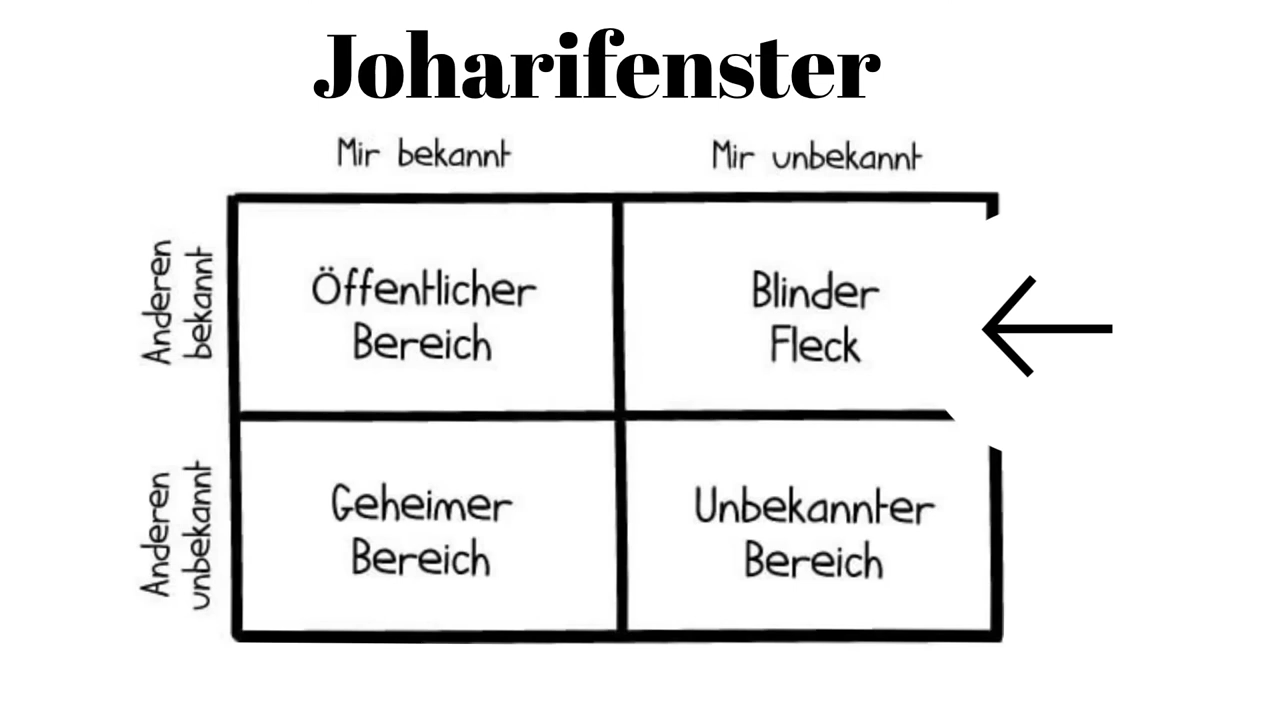 Joharifenster
Mir bekannt
Mir unbekannt
Anderen
bekannt
Öffentlicher
Bereich
Blinder
Fleck
Anderen
unbekannt
Geheimer
Bereich
Unbekannter
Bereich